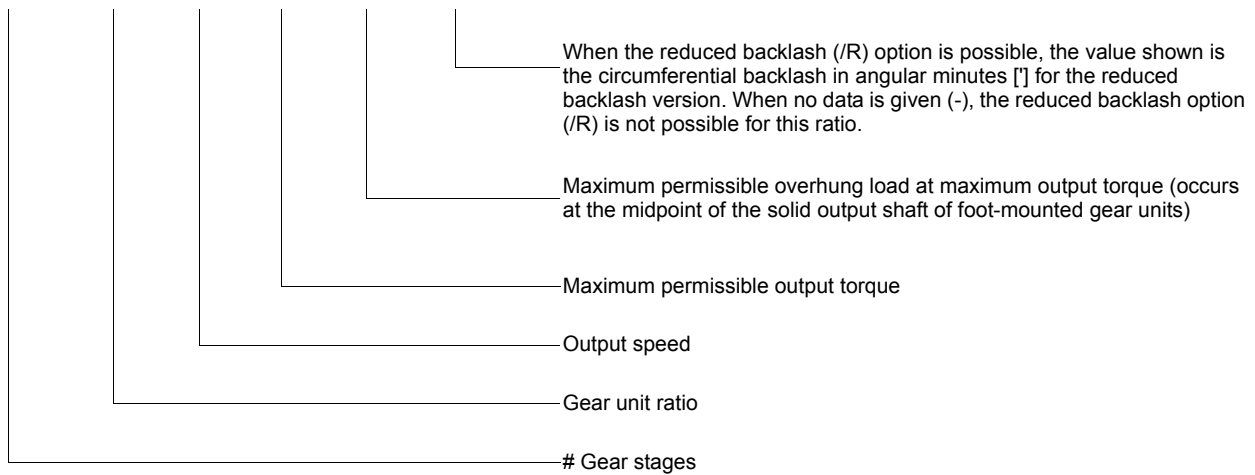 When the reduced backlash (/R) option is possible, the value shown is
the circumferential backlash in angular minutes ['] for the reduced
backlash version. When no data is given (-), the reduced backlash option
(/R) is not possible for this ratio.
Maximum permissible overhung load at maximum output torque (occurs
at the midpoint of the solid output shaft of foot-mounted gear units)
Maximum permissible output torque
Output speed
Gear unit ratio
# Gear stages